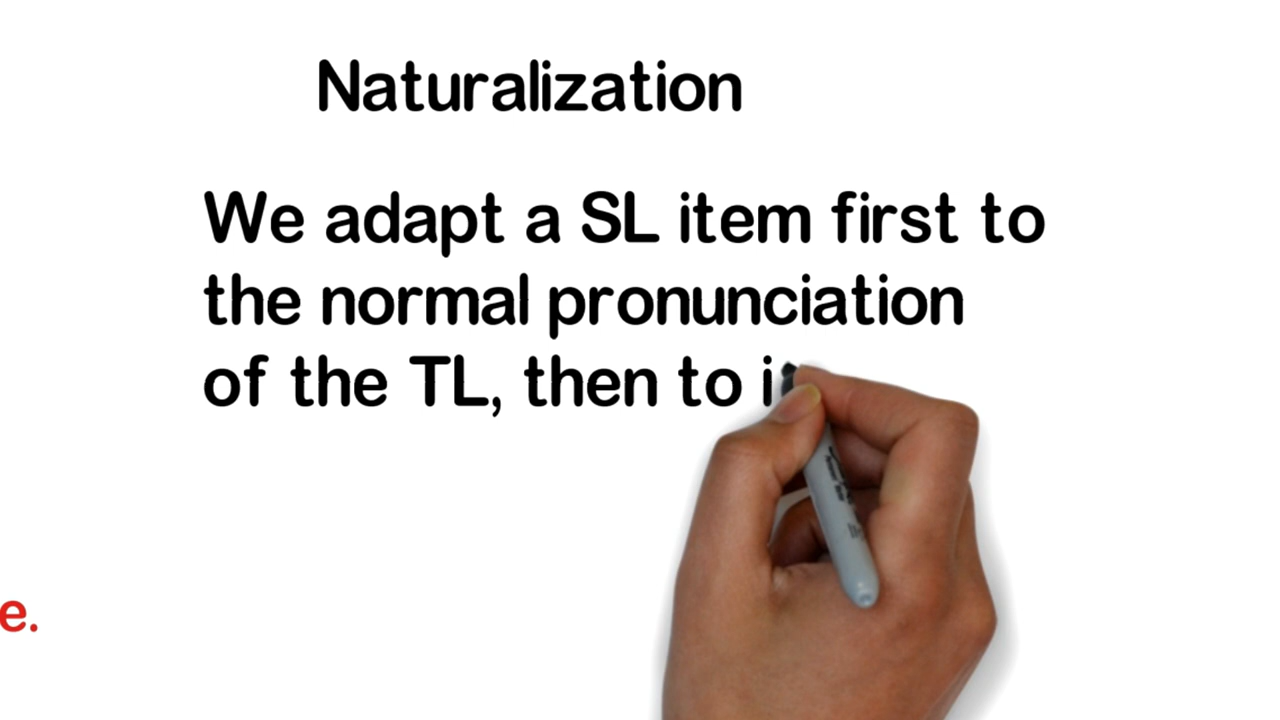 Naturalization
We adapt a SL item first to
the normal pronunciation
of the TL, then to i
e.